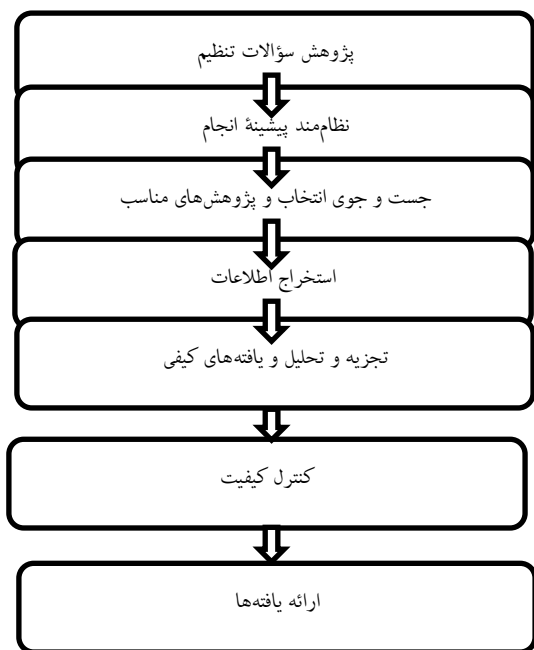 پژوهش سؤالات تنظیم
نظام‌مند پیشینۀ انجام
جست و جوی انتخاب و پژوهش‌های مناسب
استخراج اطلاعات
تجزیه و تحلیل و یافته‌های کیفی
کنترل کیفیت
ارائه یافته‌ها